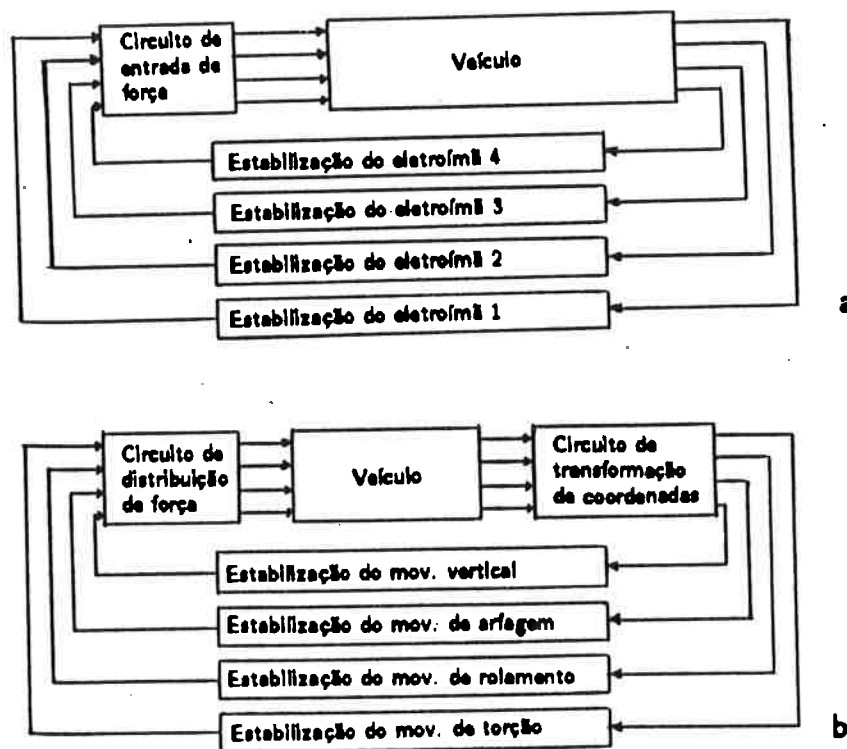 Circuito de
entrada de
força
Veículo
Estabilização do eletroímã 4
Estabilização do eletroímã 3
Estabilização do eletroímã 2
Estabilização do eletroímã 1
a
Circuito de
distribuição
de força
Veículo
Circuito de
transformação
de coordenadas
Estabilização do mov. vertical
Estabilização do mov. de arfagem
Estabilização do mov. de rolamento
Estabilização do mov. de torção
b